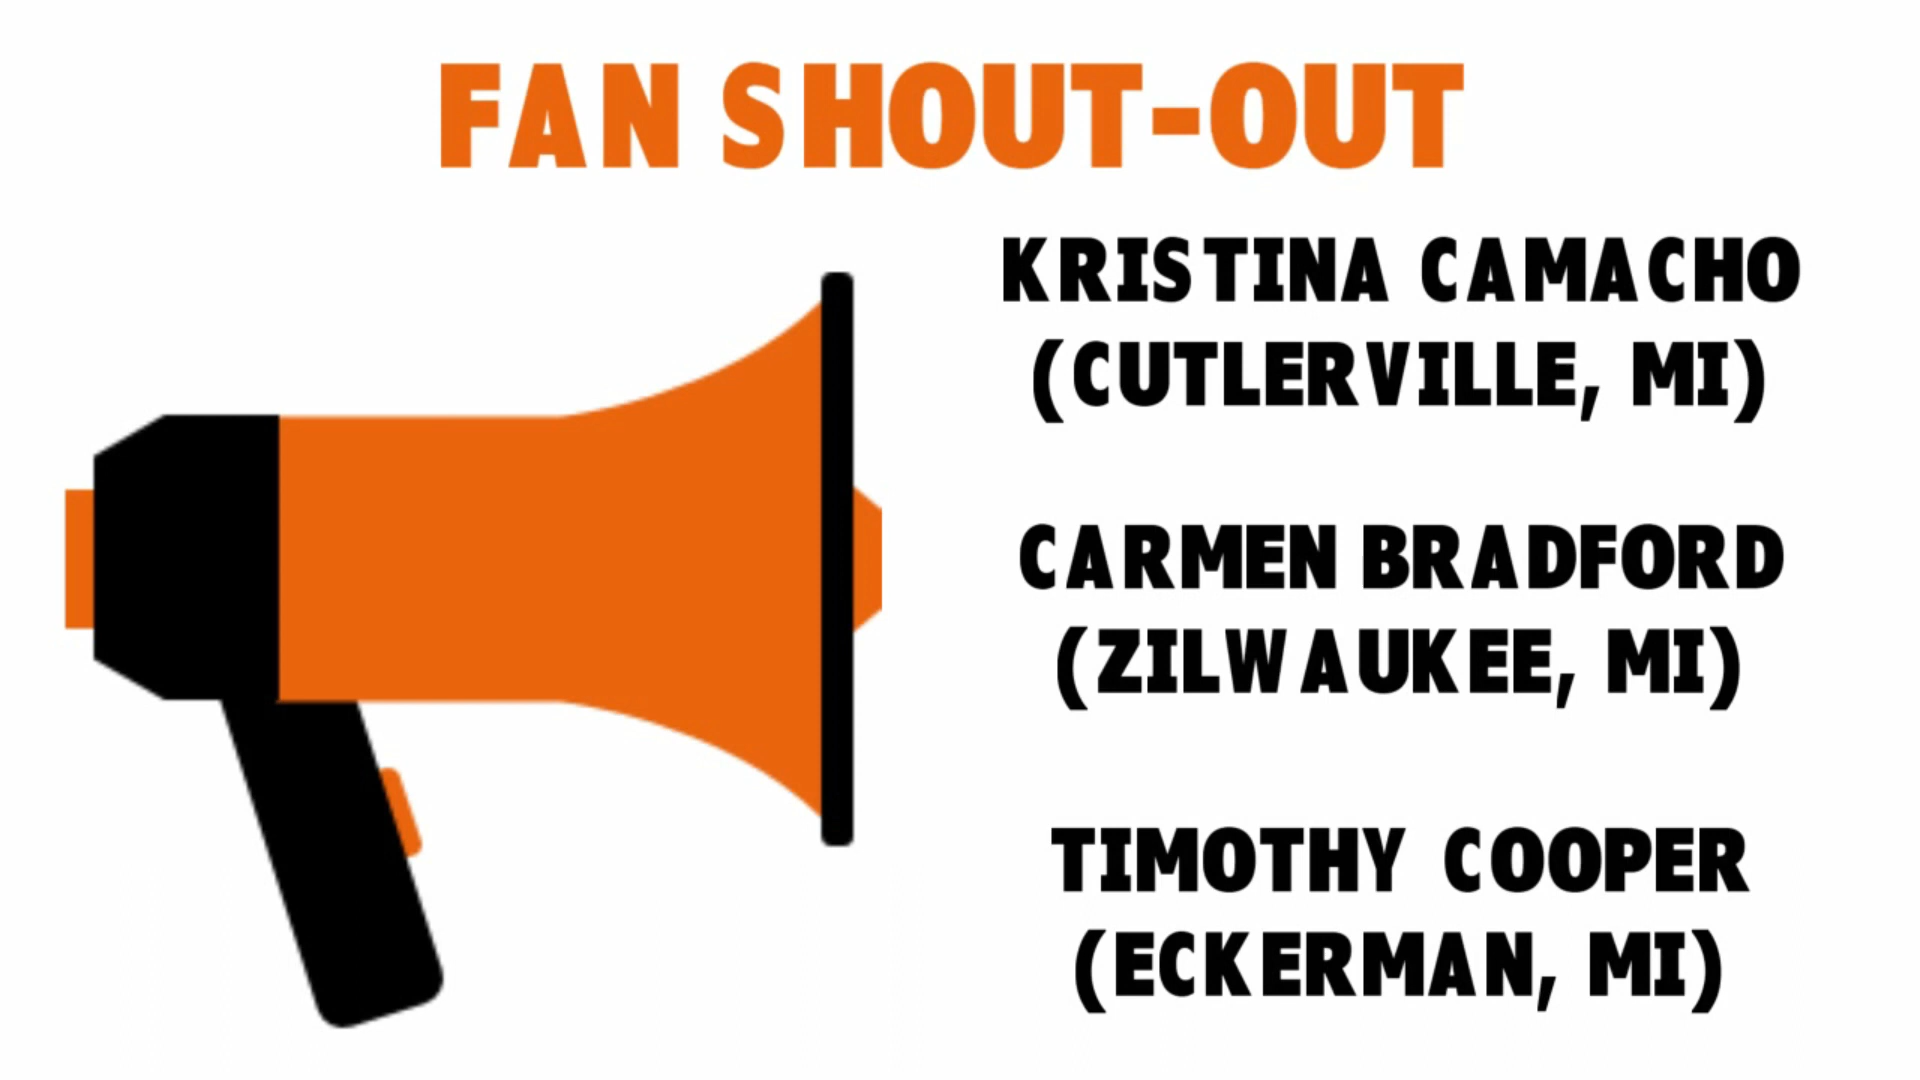 FAN SHOUT-OUT
KRISTINA CAMACHO
(CUTLERVILLE, MI)
CARMEN BRADFORD
(ZILWAUKEE, MI)
TIMOTHY COOPER
(ECKERMAN, MI)